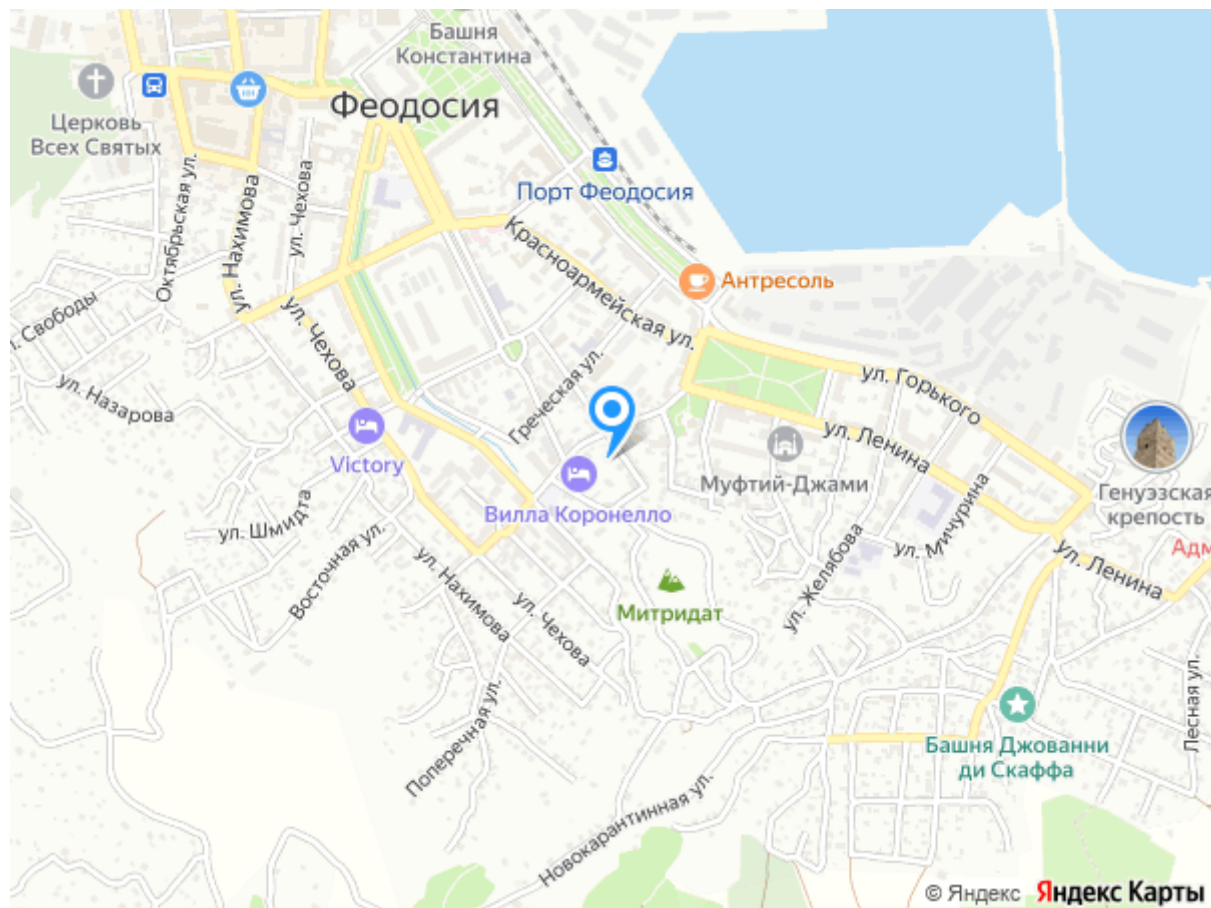 Башня
Константина
Феодосия
Церковь
Всех Святых
Порт Феодосия
Октябрьская ул.
ул. Нахимова
ул. Чехова
Красноармейская ул.
Антресоль
Свободы
ул. Чехова
ул. Назарова
Греческая ул.
ул. Горького
ул. Ленина
Victory
Муфтий-Джами
Вилла Коронелло
Генуэзская
крепость
ул. Шмидта
ул. Мичурина
Адм
ул. Ленина
Восточная ул.
ул. Нахимова
ул. Желябова
Митридат
ул. Чехова
Поперечная ул.
Лесная ул.
Башня Джованни
ди Скаффа
Новокарантинная ул.
© Яндекс Яндекс Карты